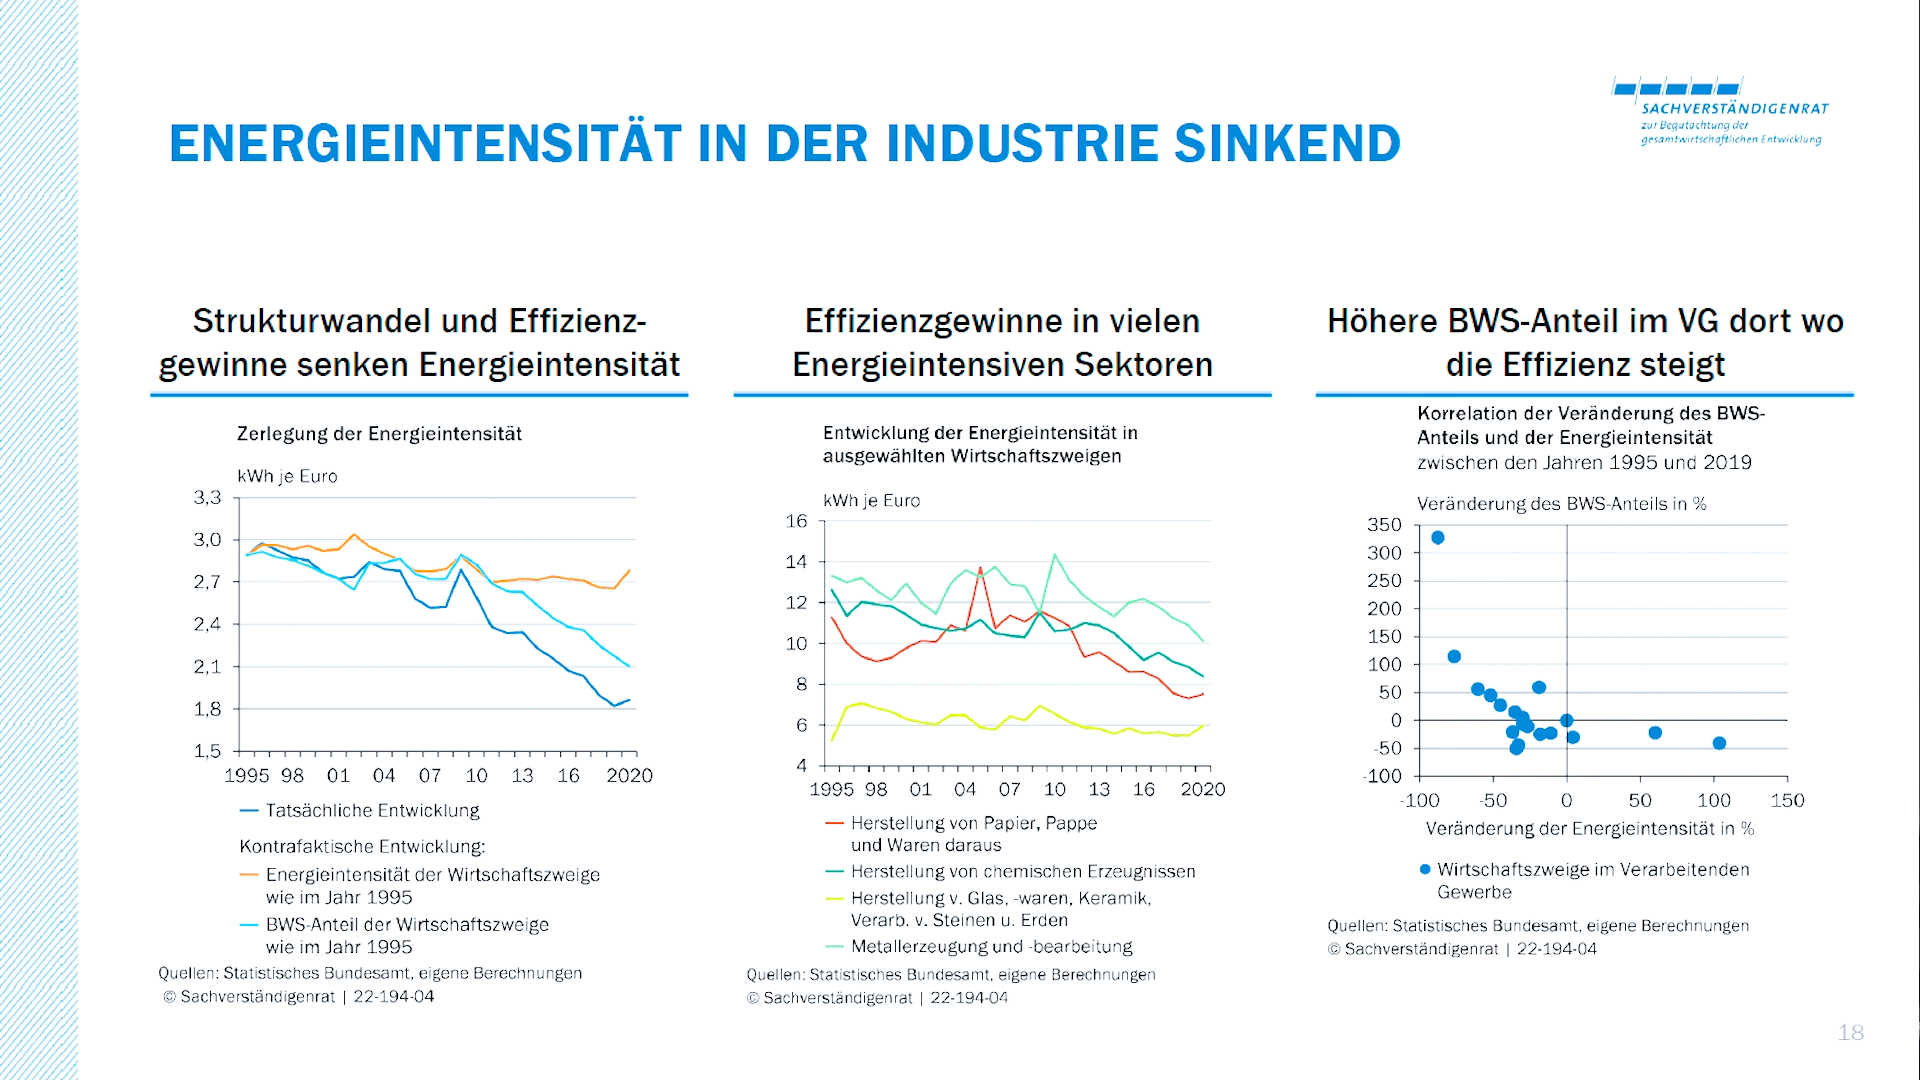 SACHVERSTÄNDIGENRAT
zur Begutachtung der
gesamtwirtschaftlichen Entwicklung
ENERGIEINTENSITÄT IN DER INDUSTRIE SINKEND
Strukturwandel und Effizienz-
gewinne senken Energieintensität
Zerlegung der Energieintensität
kWh je Euro
3,3
3,0
2,7
2,4
2,1
1,8
1,5
1995 98 01 04 07 10 13 16 2020
Tatsächliche Entwicklung
Kontrafaktische Entwicklung:
Energieintensität der Wirtschaftszweige
wie im Jahr 1995
BWS-Anteil der Wirtschaftszweige
wie im Jahr 1995
Quellen: Statistisches Bundesamt, eigene Berechnungen
© Sachverständigenrat | 22-194-04
Effizienzgewinne in vielen
Energieintensiven Sektoren
Entwicklung der Energieintensität in
ausgewählten Wirtschaftszweigen
kWh je Euro
16
14
12
10
8
6
4
1995 98 01 04 07 10 13 16 2020
Herstellung von Papier, Pappe
und Waren daraus
Herstellung von chemischen Erzeugnissen
Herstellung v. Glas, -waren, Keramik,
Verarb. v. Steinen u. Erden
Metallerzeugung und -bearbeitung
Quellen: Statistisches Bundesamt, eigene Berechnungen
© Sachverständigenrat | 22-194-04
Höhere BWS-Anteil im VG dort wo
die Effizienz steigt
Korrelation der Veränderung des BWS-
Anteils und der Energieintensität
zwischen den Jahren 1995 und 2019
Veränderung des BWS-Anteils in %
350
300
250
200
150
100
50
0
-50
-100
-100 -50 0 50 100 150
Veränderung der Energieintensität in %
Wirtschaftszweige im Verarbeitenden
Gewerbe
Quellen: Statistisches Bundesamt, eigene Berechnungen
© Sachverständigenrat | 22-194-04
18